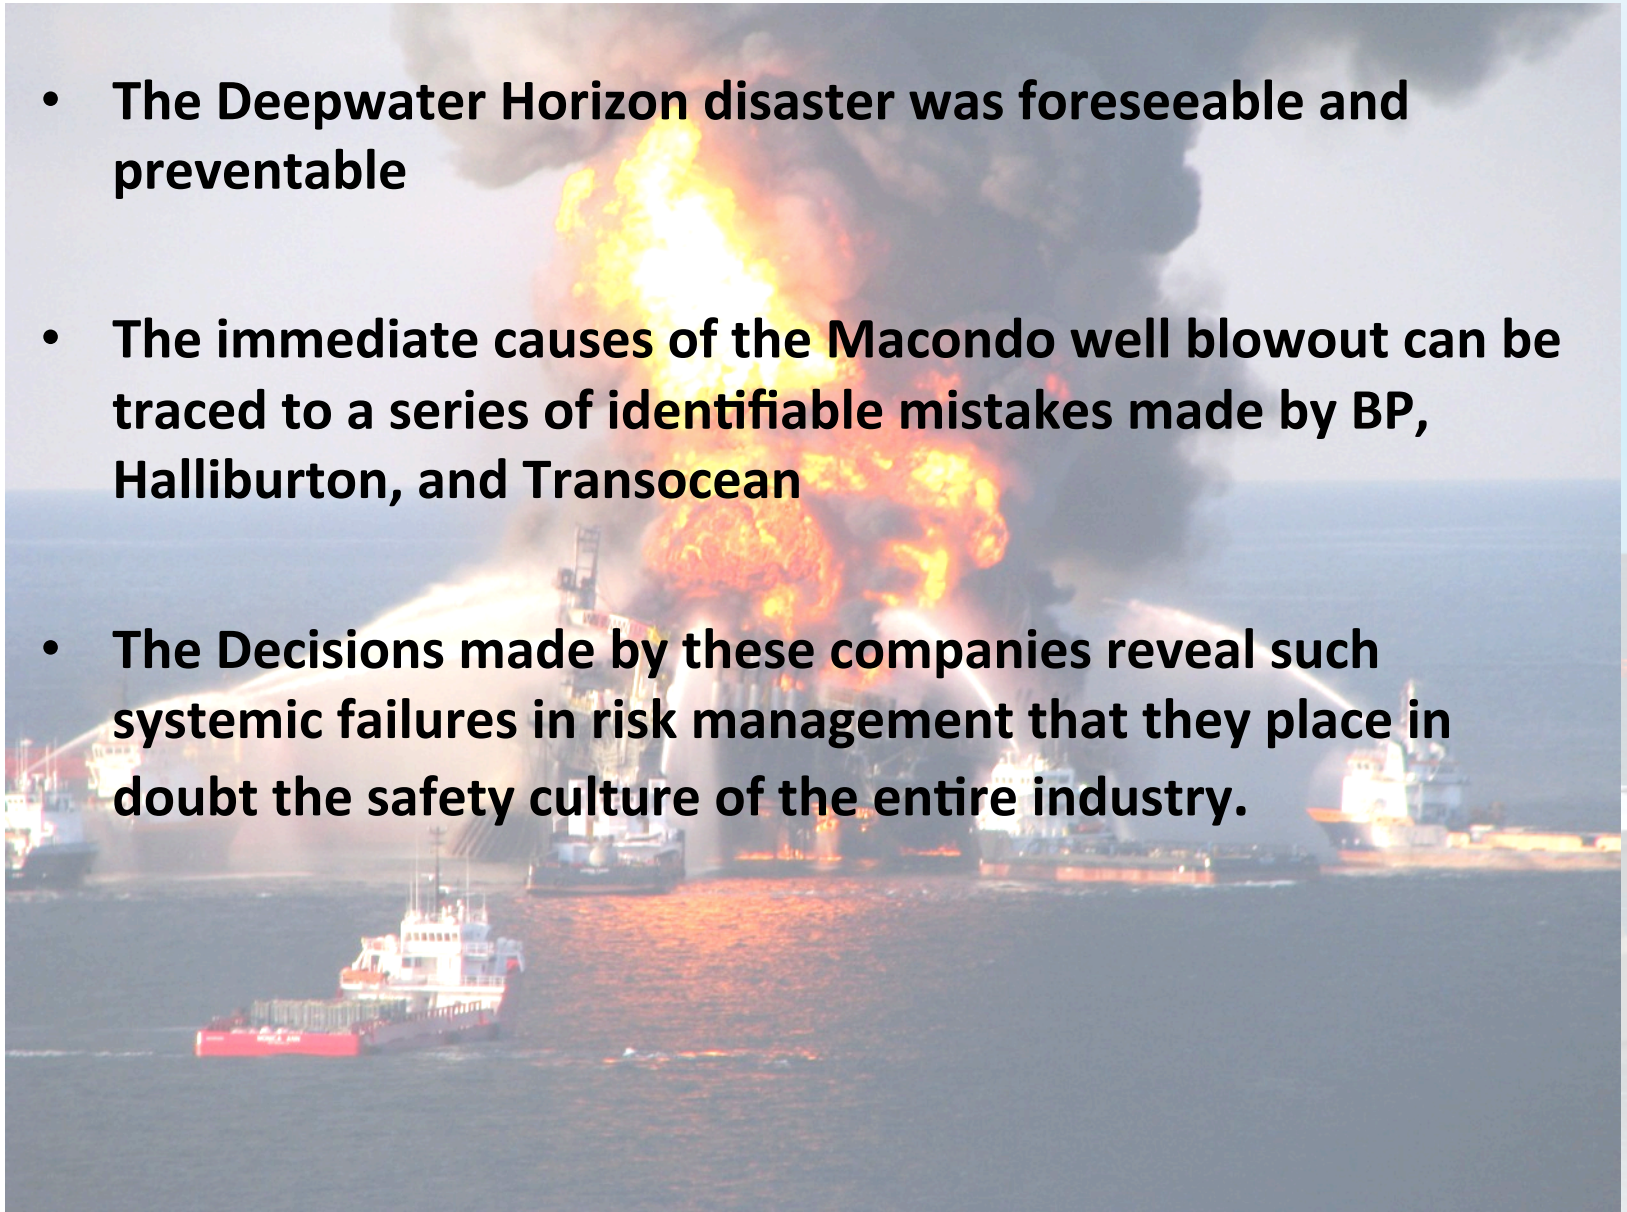 • The Deepwater Horizon disaster was foreseeable and
preventable
• The immediate causes of the Macondo well blowout can be
traced to a series of identifiable mistakes made by BP,
Halliburton, and Transocean
• The Decisions made by these companies reveal such
systemic failures in risk management that they place in
doubt the safety culture of the entire industry.